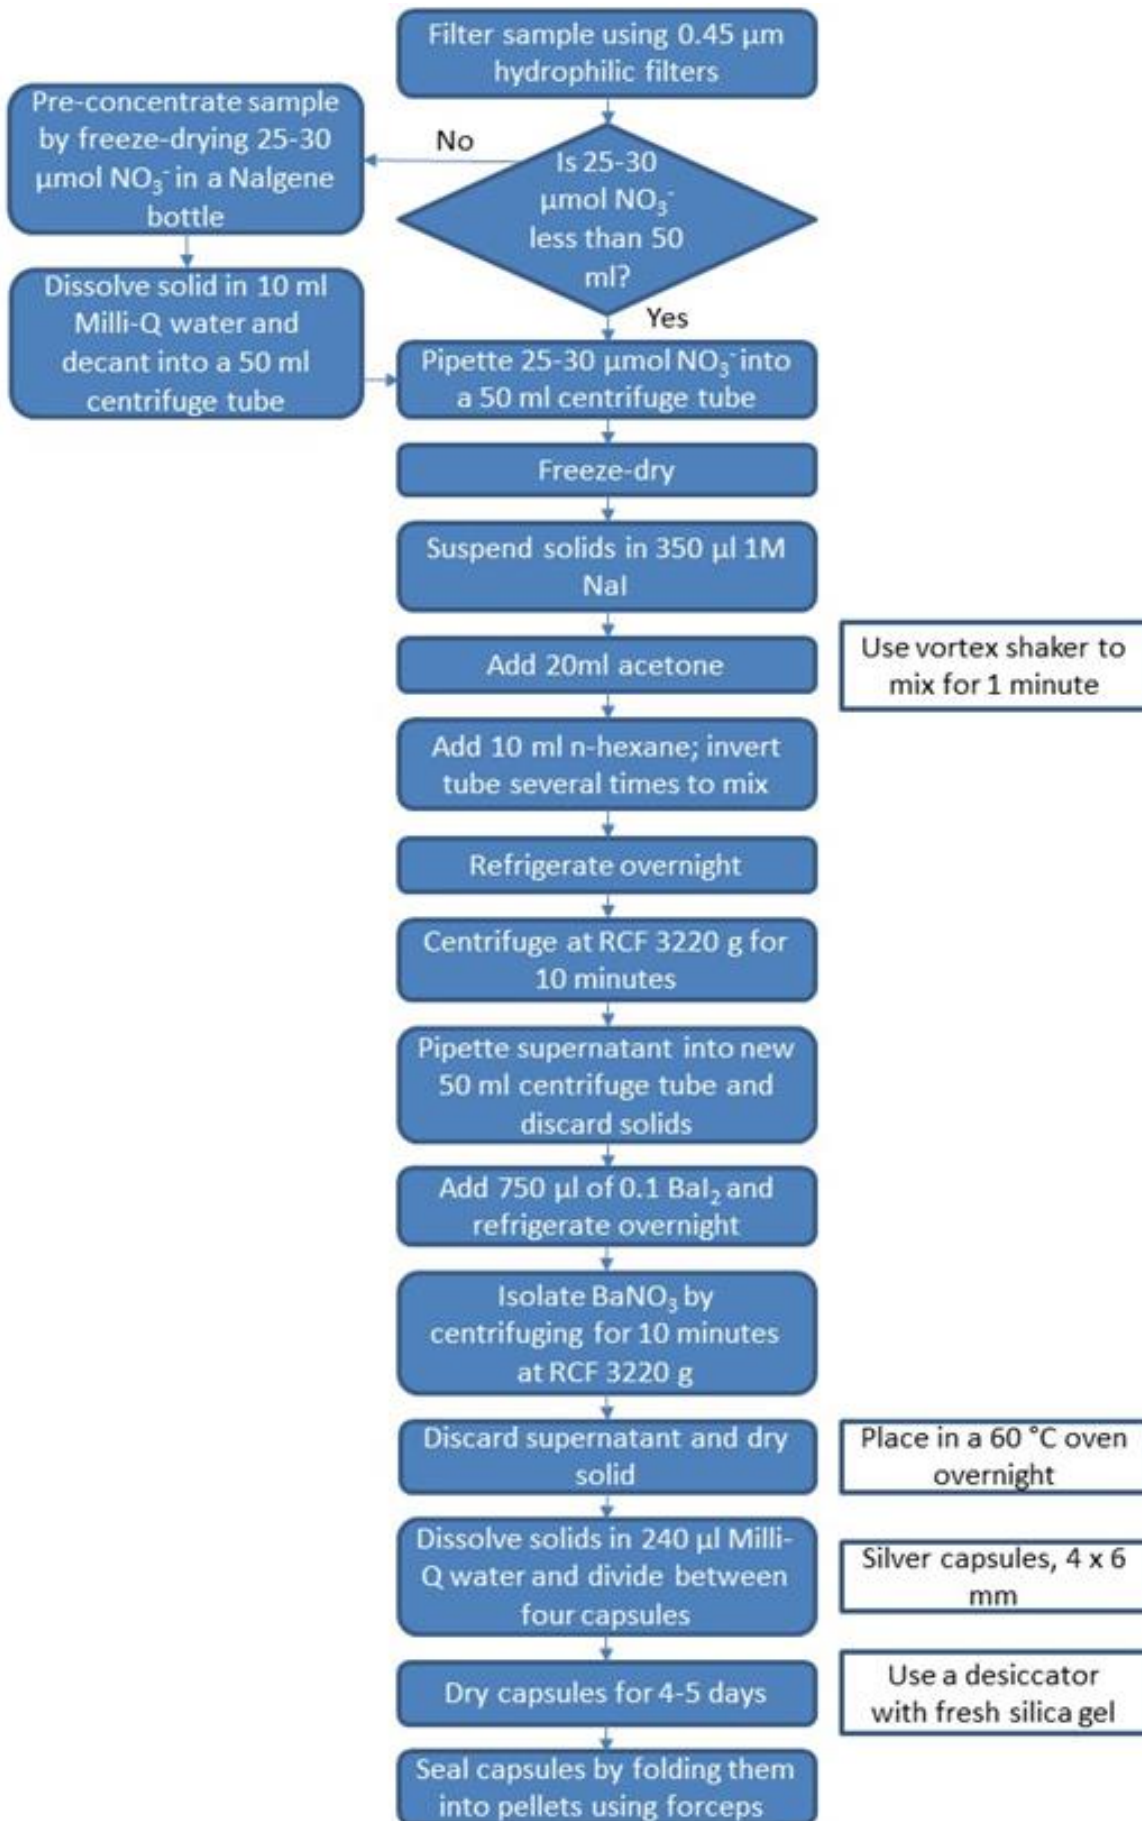 Filter sample using 0.45 µm
hydrophilic filters
Pre-concentrate sample
by freeze-drying 25-30
µmol NO₃⁻ in a Nalgene
bottle
No
Is 25-30
µmol NO₃⁻
less than 50
ml?
Dissolve solid in 10 ml
Milli-Q water and
decant into a 50 ml
centrifuge tube
Yes
Pipette 25-30 µmol NO₃⁻ into
a 50 ml centrifuge tube
Freeze-dry
Suspend solids in 350 µl 1M
NaI
Add 20ml acetone
Use vortex shaker to
mix for 1 minute
Add 10 ml n-hexane; invert
tube several times to mix
Refrigerate overnight
Centrifuge at RCF 3220 g for
10 minutes
Pipette supernatant into new
50 ml centrifuge tube and
discard solids
Add 750 µl of 0.1 BaI₂ and
refrigerate overnight
Isolate BaNO₃ by
centrifuging for 10 minutes
at RCF 3220 g
Discard supernatant and dry
solid
Place in a 60 °C oven
overnight
Dissolve solids in 240 µl Milli-
Q water and divide between
four capsules
Silver capsules, 4 x 6
mm
Dry capsules for 4-5 days
Use a desiccator
with fresh silica gel
Seal capsules by folding them
into pellets using forceps